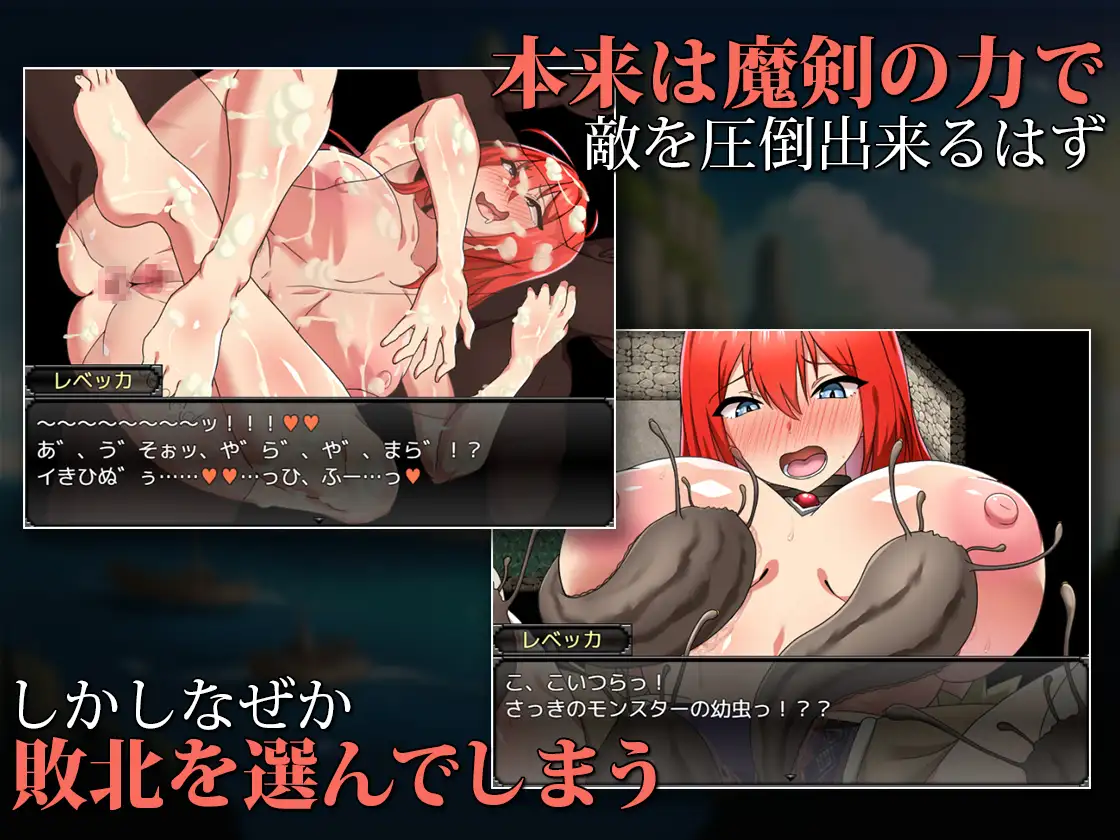 本来は魔剣の力で
敵を圧倒出来るはず
レベッカ
～～～～～～～～ッ！！！♥♥
あ゛、う゛そぉッ、や゛ら゛、や゛、まら゛！？
イきひぬ゛ぅ……♥♥…っひ、ふー…っ♥
レベッカ
こ、こいつらっ！
さっきのモンスターの幼虫っ！？？
しかしなぜか
敗北を選んでしまう